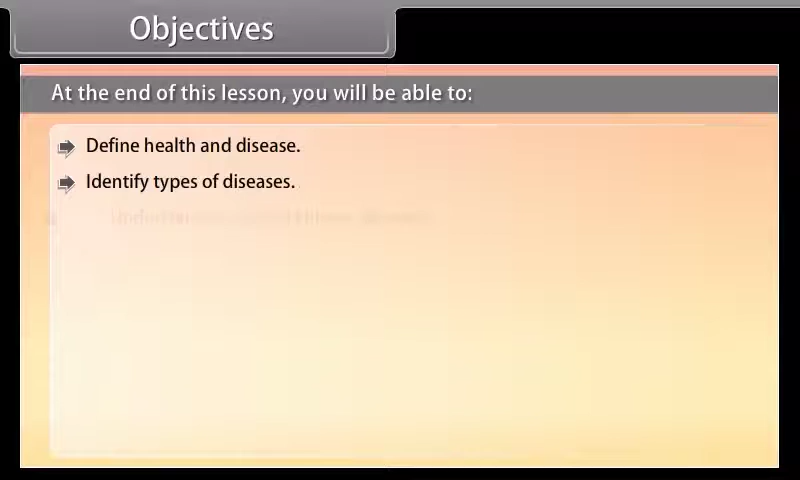 Objectives
At the end of this lesson, you will be able to:
Define health and disease.
Identify types of diseases.